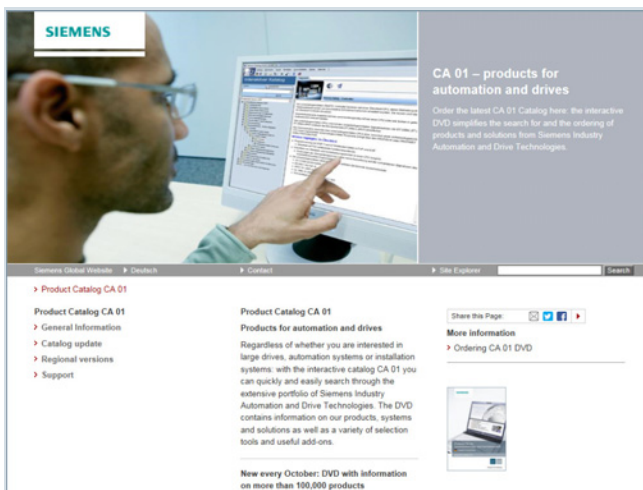 SIEMENS
CA 01 – products for
automation and drives
Order the latest CA 01 Catalog here: the interactive
DVD simplifies the search for and the ordering of
products and solutions from Siemens Industry
Automation and Drive Technologies.
Siemens Global Website
Deutsch
Contact
Site Explorer
Search
Product Catalog CA 01
Product Catalog CA 01
General Information
Catalog update
Regional versions
Support
Product Catalog CA 01
Products for automation and drives
Regardless of whether you are interested in
large drives, automation systems or installation
systems: with the interactive catalog CA 01 you
can quickly and easily search through the
extensive portfolio of Siemens Industry
Automation and Drive Technologies. The DVD
contains information on our products, systems
and solutions as well as a variety of selection
tools and useful add-ons.
New every October: DVD with information
on more than 100,000 products
Share this Page:
More information
Ordering CA 01 DVD
SIEMENS